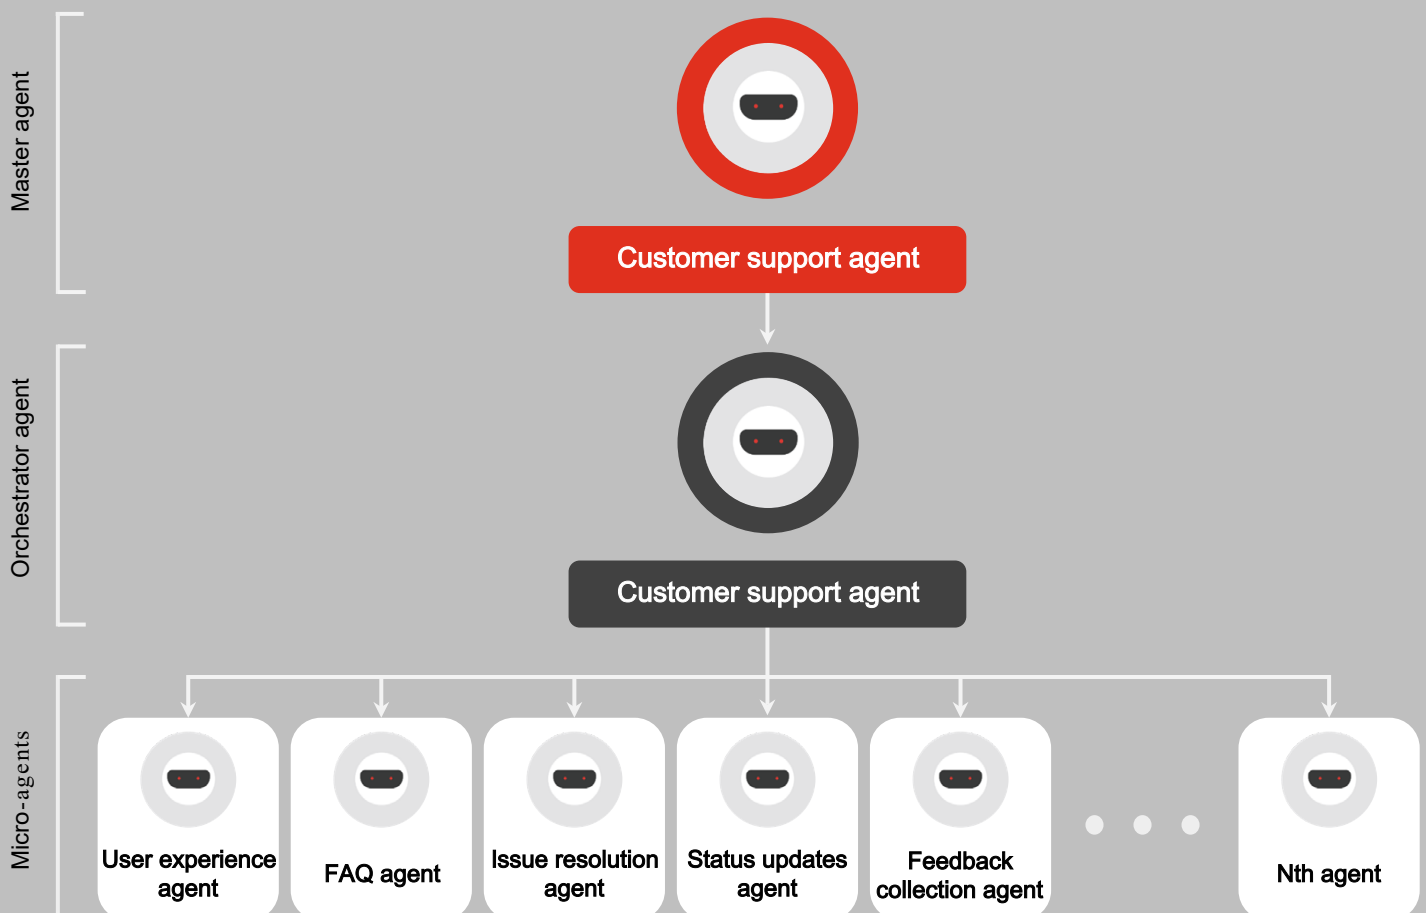 Master agent
Customer support agent
Orchestrator agent
Customer support agent
Micro-agents
User experience
agent
FAQ agent
Issue resolution
agent
Status updates
agent
Feedback
collection agent
Nth agent